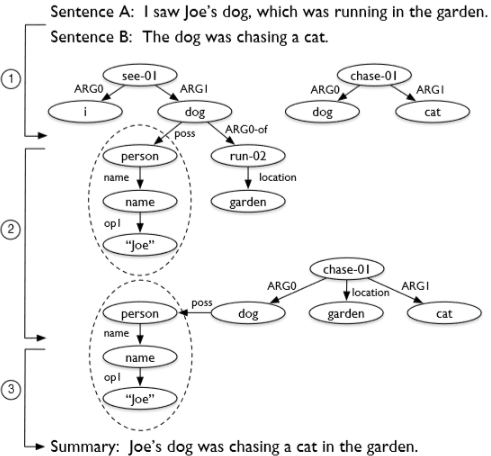 Sentence A: I saw Joe's dog, which was running in the garden.
Sentence B: The dog was chasing a cat.
1
see-01
chase-01
ARG0
ARG1
ARG0
ARG1
i
dog
dog
cat
poss
ARG0-of
person
run-02
name
location
name
garden
op1
"Joe"
2
chase-01
ARG0
location
ARG1
person
poss
dog
garden
cat
name
name
op1
"Joe"
3
Summary: Joe's dog was chasing a cat in the garden.